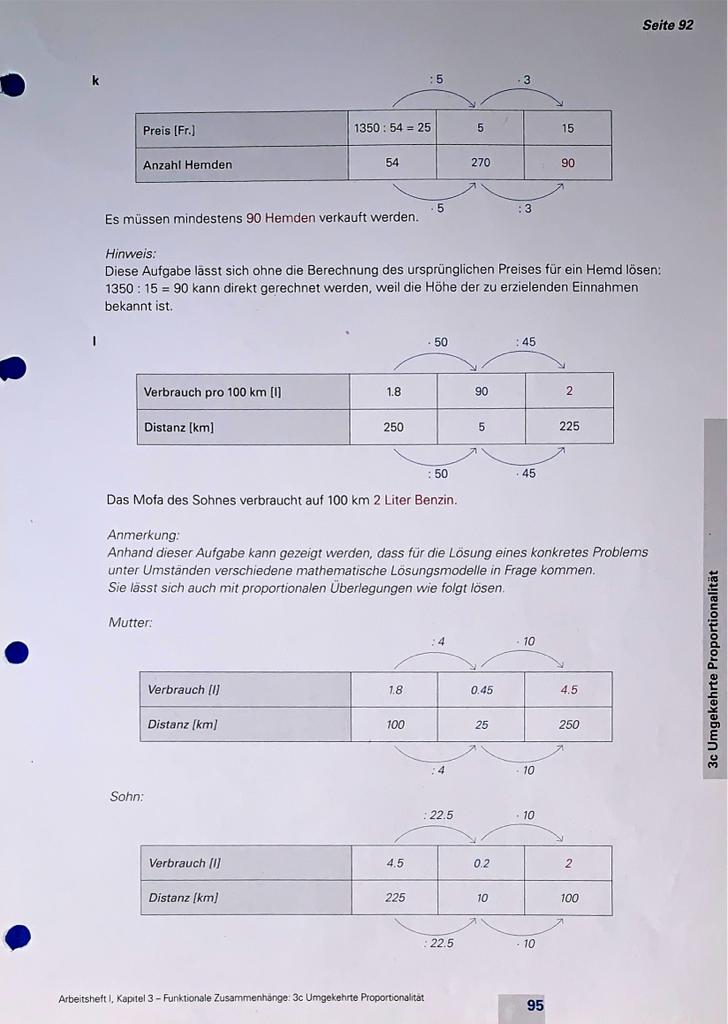 Seite 92
k
: 5 · 3
Preis [Fr.] 1350 : 54 = 25 5 15
Anzahl Hemden 54 270 90
· 5 : 3
Es müssen mindestens 90 Hemden verkauft werden.
Hinweis:
Diese Aufgabe lässt sich ohne die Berechnung des ursprünglichen Preises für ein Hemd lösen:
1350 : 15 = 90 kann direkt gerechnet werden, weil die Höhe der zu erzielenden Einnahmen
bekannt ist.
l
· 50 : 45
Verbrauch pro 100 km [l] 1.8 90 2
Distanz [km] 250 5 225
: 50 · 45
Das Mofa des Sohnes verbraucht auf 100 km 2 Liter Benzin.
Anmerkung:
Anhand dieser Aufgabe kann gezeigt werden, dass für die Lösung eines konkretes Problems
unter Umständen verschiedene mathematische Lösungsmodelle in Frage kommen.
Sie lässt sich auch mit proportionalen Überlegungen wie folgt lösen.
Mutter:
: 4 · 10
Verbrauch [l] 1.8 0.45 4.5
Distanz [km] 100 25 250
: 4 · 10
Sohn:
: 22.5 · 10
Verbrauch [l] 4.5 0.2 2
Distanz [km] 225 10 100
: 22.5 · 10
3c Umgekehrte Proportionalität
Arbeitsheft I, Kapitel 3 – Funktionale Zusammenhänge: 3c Umgekehrte Proportionalität
95